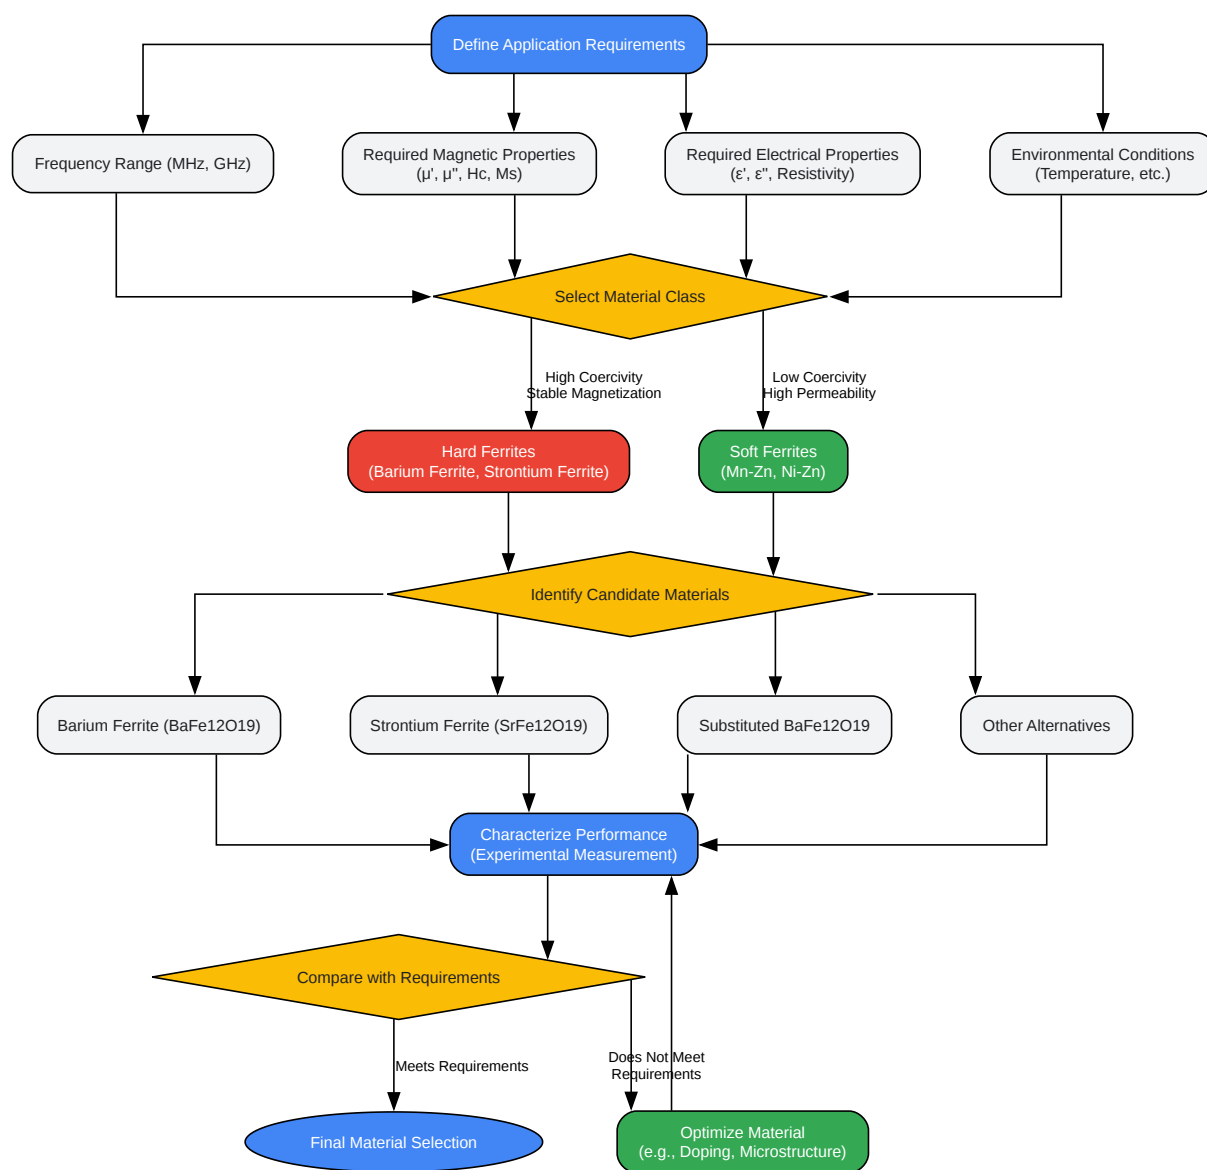 Define Application Requirements
Frequency Range (MHz, GHz)
Required Magnetic Properties
(μ', μ'', Hc, Ms)
Required Electrical Properties
(ε', ε'', Resistivity)
Environmental Conditions
(Temperature, etc.)
Select Material Class
High Coercivity
Stable Magnetization
Low Coercivity
High Permeability
Hard Ferrites
(Barium Ferrite, Strontium Ferrite)
Soft Ferrites
(Mn-Zn, Ni-Zn)
Identify Candidate Materials
Barium Ferrite (BaFe12O19)
Strontium Ferrite (SrFe12O19)
Substituted BaFe12O19
Other Alternatives
Characterize Performance
(Experimental Measurement)
Compare with Requirements
Meets Requirements
Does Not Meet
Requirements
Final Material Selection
Optimize Material
(e.g., Doping, Microstructure)